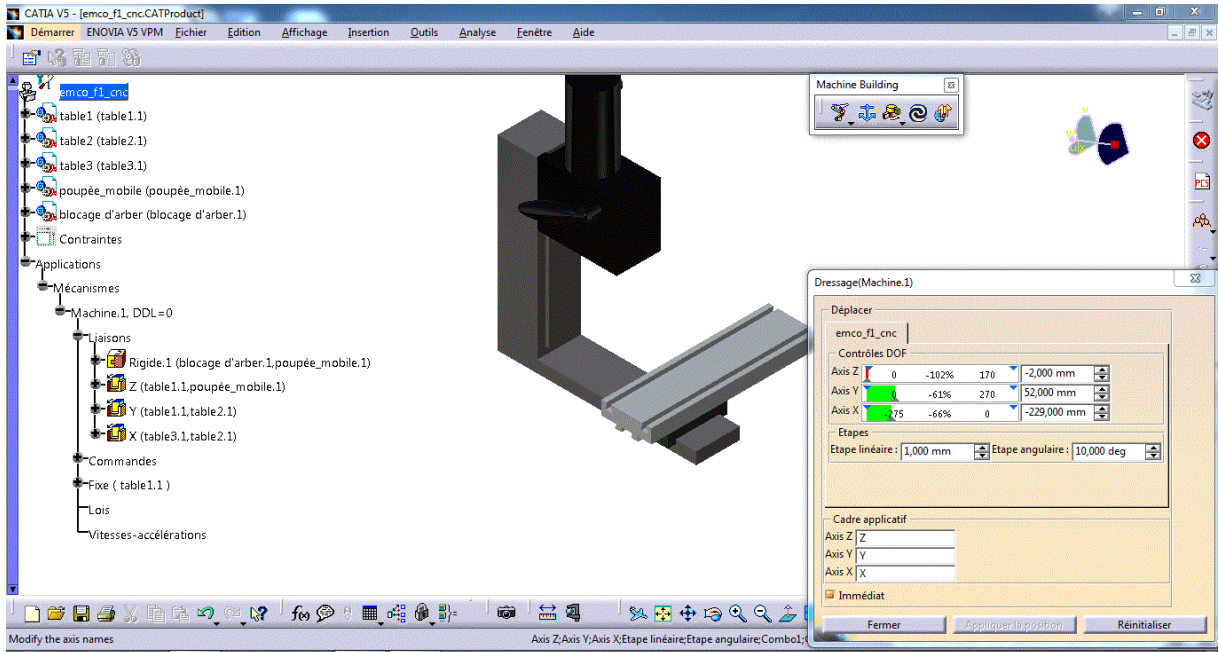 CATIA V5 - [emco_f1_cnc.CATProduct]
Démarrer ENOVIA V5 VPM Fichier Edition Affichage Insertion Outils Analyse Fenêtre Aide
emco_f1_cnc
table1 (table1.1)
table2 (table2.1)
table3 (table3.1)
poupée_mobile (poupée_mobile.1)
blocage d'arber (blocage d'arber.1)
Contraintes
Applications
Mécanismes
Machine.1, DDL=0
Liaisons
Rigide.1 (blocage d'arber.1,poupée_mobile.1)
Z (table1.1,poupée_mobile.1)
Y (table1.1,table2.1)
X (table3.1,table2.1)
Commandes
Fixe ( table1.1 )
Lois
Vitesses-accélérations
Machine Building
PCS
Dressage(Machine.1)
Déplacer
emco_f1_cnc
Contrôles DOF
Axis Z 0 -102% 170 -2,000 mm
Axis Y 0 -61% 270 52,000 mm
Axis X -275 -66% 0 -229,000 mm
Etapes
Etape linéaire : 1,000 mm Etape angulaire : 10,000 deg
Cadre applicatif
Axis Z Z
Axis Y Y
Axis X X
Immédiat
Fermer Appliquer la position Réinitialiser
Modify the axis names Axis Z;Axis Y;Axis X;Etape linéaire;Etape angulaire;Combo1;